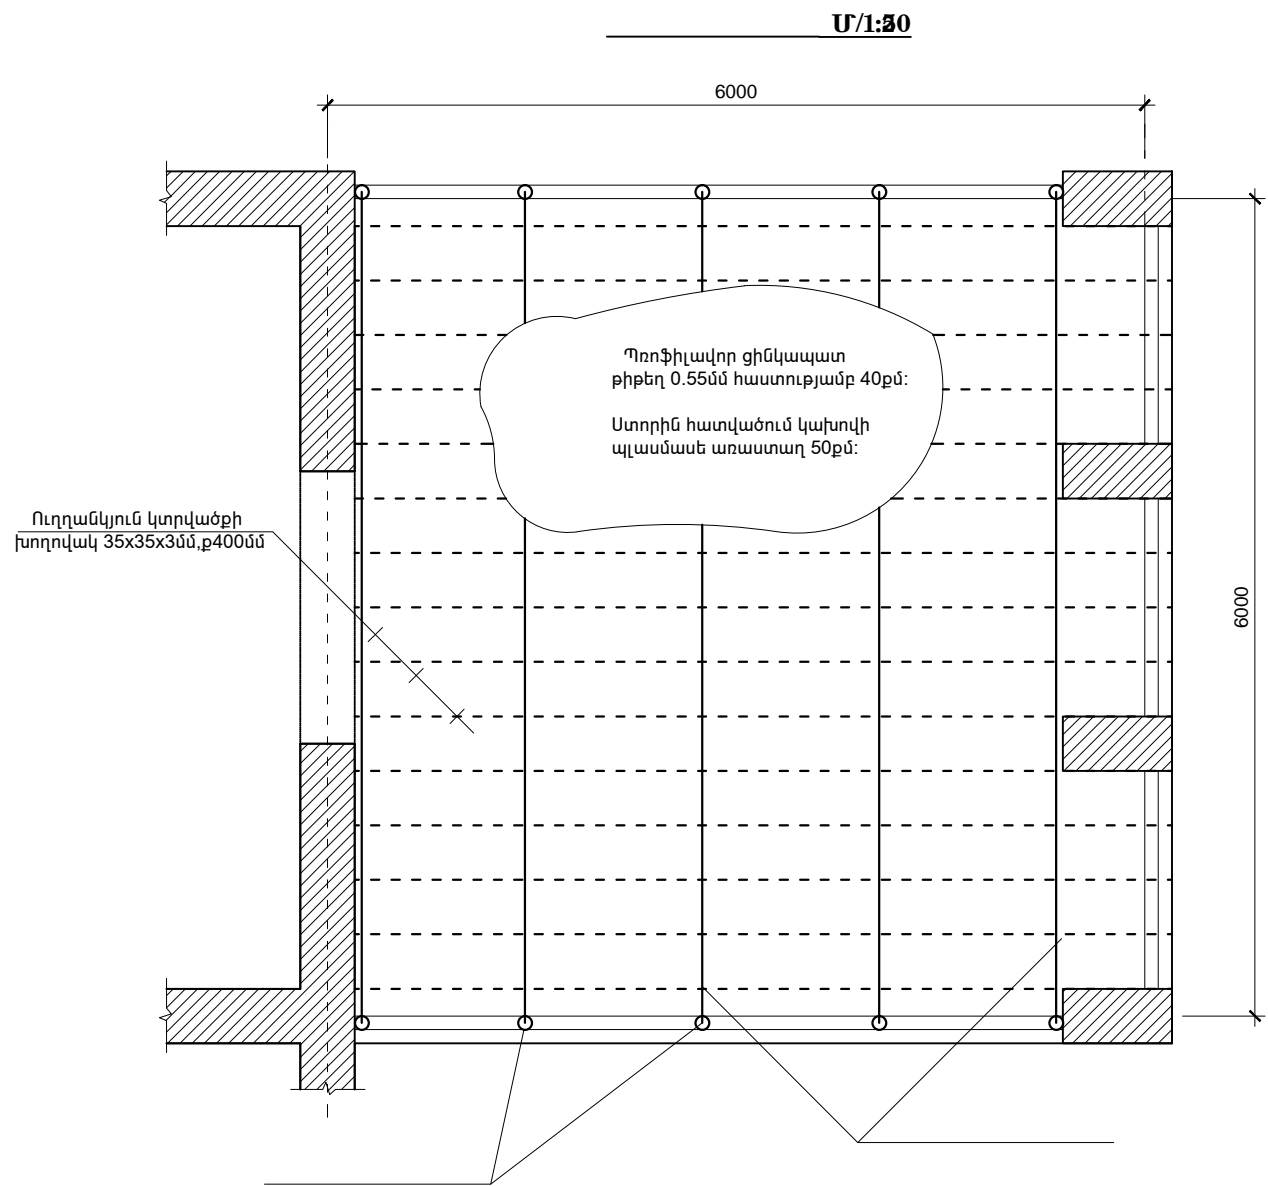 Մ/1:50
6000
Պռոֆիլավոր ցինկապատ
թիթեղ 0.55մմ հաստությամբ 40քմ:
Ստորին հատվածում կախովի
պլասմասե առաստաղ 50քմ:
Ուղղանկյուն կտրվածքի
խողովակ 35x35x3մմ,ք400մմ
6000